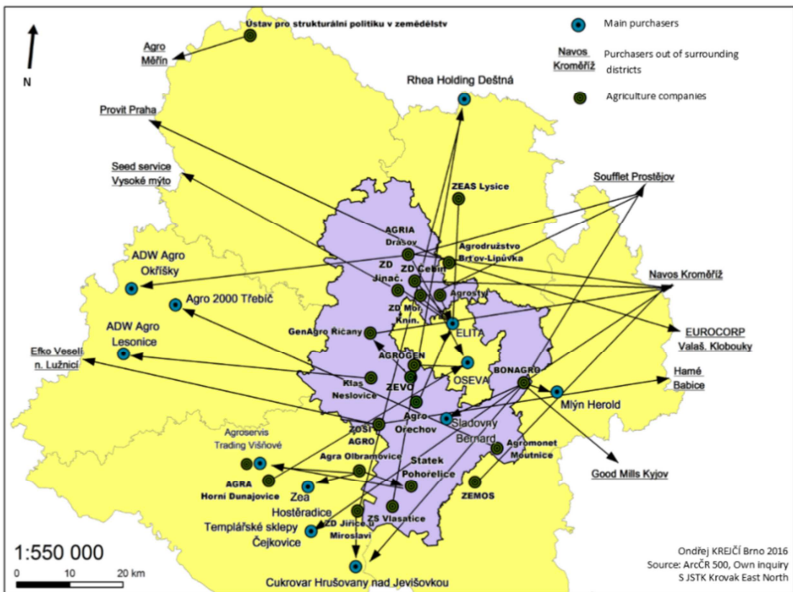 Ústav pro strukturální politiku v zemědělst
Agro
Měřín
N
Main purchasers
Navos
Kroměříž
Purchasers out of surrounding
districts
Agriculture companies
Rhea Holding Deštná
Provit Praha
Seed service
Vysoké mýto
Soufflet Prostějov
ZEAS Lysice
AGRIA
Drásov
Agrodružstvo
Brťov-Lipůvka
ZD
Jinač.
ZD Čebín
ADW Agro
Okříšky
Navos Kroměříž
Agrostyl
Agro 2000 Třebíč
ZD Mor.
Knín.
ELITA
GenAgro Říčany
ADW Agro
Lesonice
EUROCORP
Valaš. Klobouky
Efko Veselí
n. Lužnicí
AGROGEN
OSEVA
BONAGRO
Hamé
Babice
Klas
Neslovice
ZEVO
Mlýn Herold
Agro
Orechov
Sladovny
Bernard
ZOSI
AGRO
Agroservis
Trading Višňové
Agromonet
Moutnice
Agra Olbramovice
Statek
Pohořelice
Good Mills Kyjov
AGRA
Horní Dunajovice
Zea
Hostěradice
ZEMOS
ZS Vlasatice
Templářské sklepy
Čejkovice
ZD Jiřice u
Miroslavi
1:550 000
0 10 20 km
Cukrovar Hrušovany nad Jevišovkou
Ondřej KREJČÍ Brno 2016
Source: ArcČR 500, Own inquiry
S JSTK Krovak East North